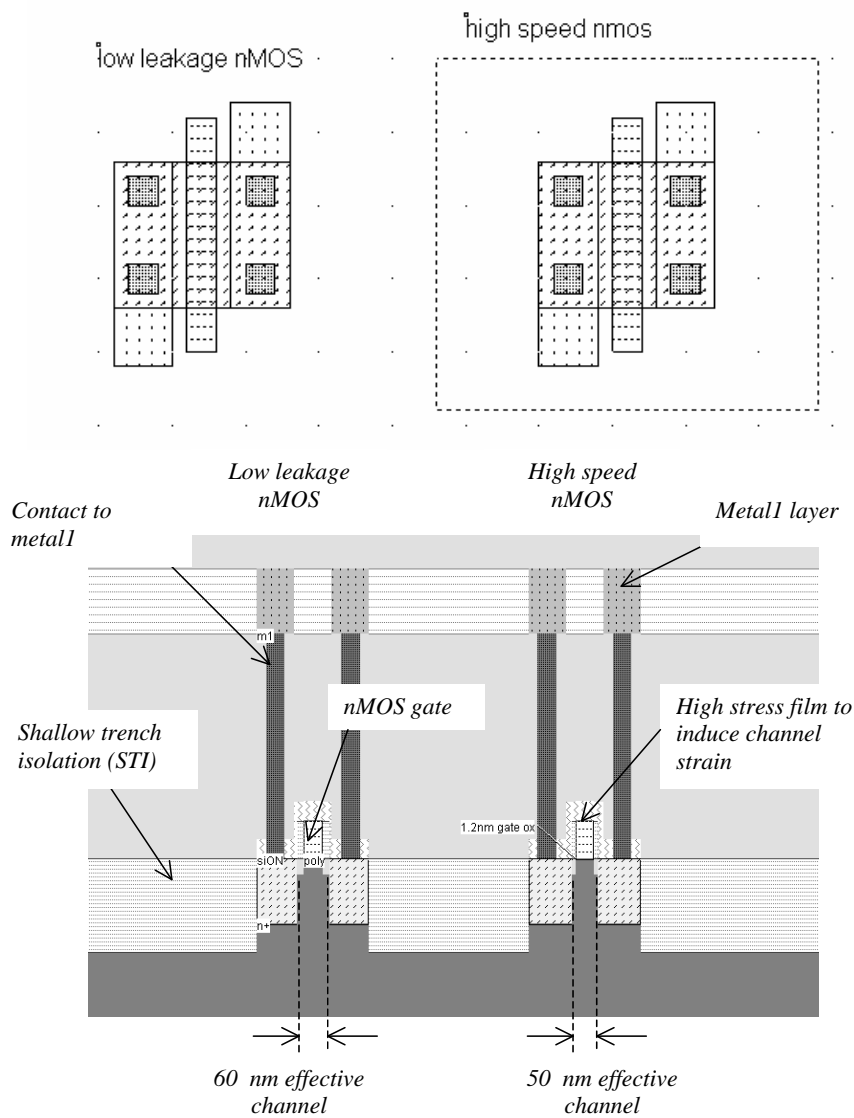 low leakage nMOS
high speed nmos
Low leakage
nMOS
High speed
nMOS
Contact to
metal1
Metal1 layer
m1
nMOS gate
High stress film to
induce channel
strain
Shallow trench
isolation (STI)
1.2nm gate ox
siON
poly
n+
60 nm effective
channel
50 nm effective
channel